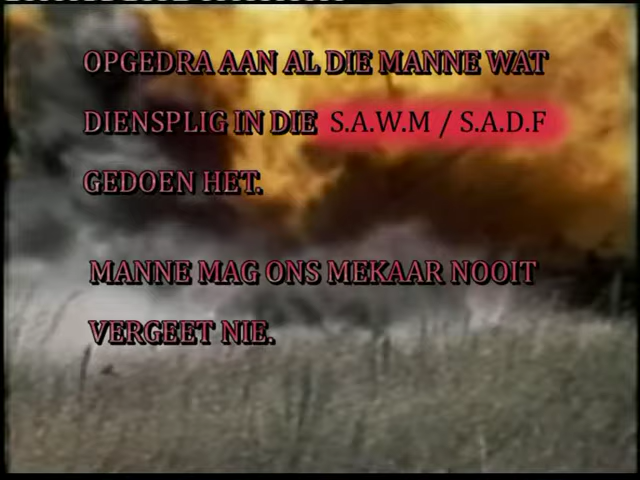 OPGEDRA AAN AL DIE MANNE WAT
DIENSPLIG IN DIE S.A.W.M / S.A.D.F
GEDOEN HET.
MANNE MAG ONS MEKAAR NOOIT
VERGEET NIE.